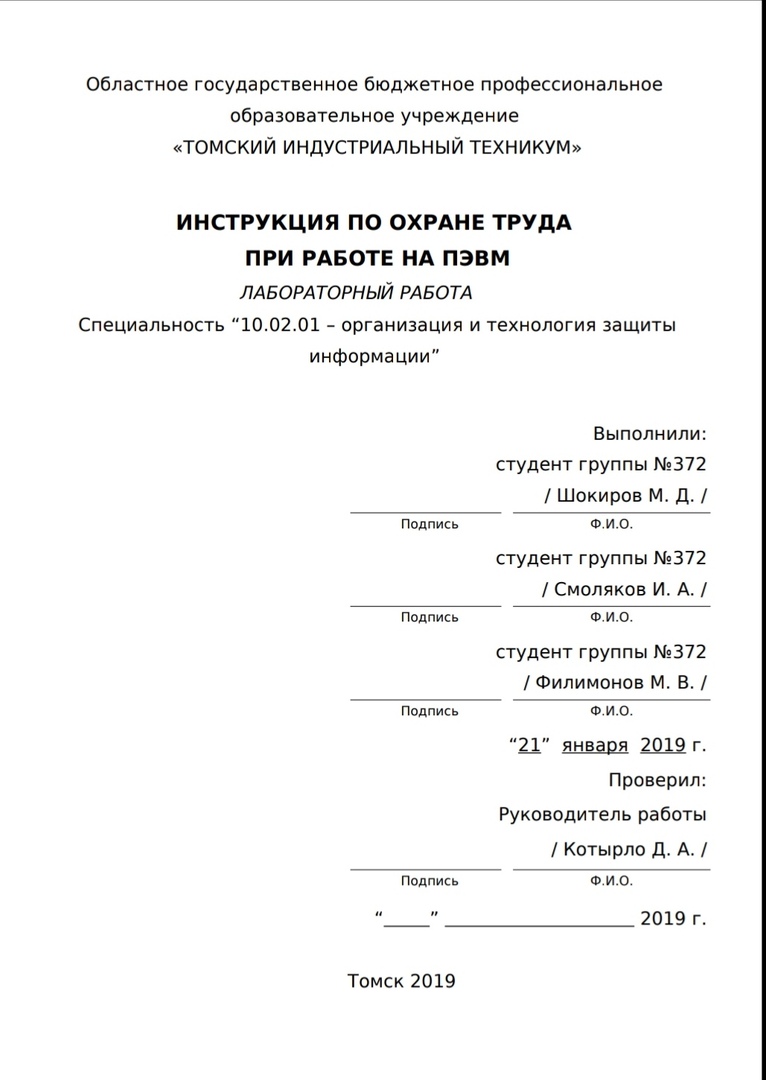 Областное государственное бюджетное профессиональное
образовательное учреждение
«ТОМСКИЙ ИНДУСТРИАЛЬНЫЙ ТЕХНИКУМ»
ИНСТРУКЦИЯ ПО ОХРАНЕ ТРУДА
ПРИ РАБОТЕ НА ПЭВМ
ЛАБОРАТОРНЫЙ РАБОТА
Специальность “10.02.01 – организация и технология защиты
информации”
Выполнили:
студент группы №372
/ Шокиров М. Д. /
Подпись Ф.И.О.
студент группы №372
/ Смоляков И. А. /
Подпись Ф.И.О.
студент группы №372
/ Филимонов М. В. /
Подпись Ф.И.О.
“21” января 2019 г.
Проверил:
Руководитель работы
/ Котырло Д. А. /
Подпись Ф.И.О.
“_____” ____________________ 2019 г.
Томск 2019